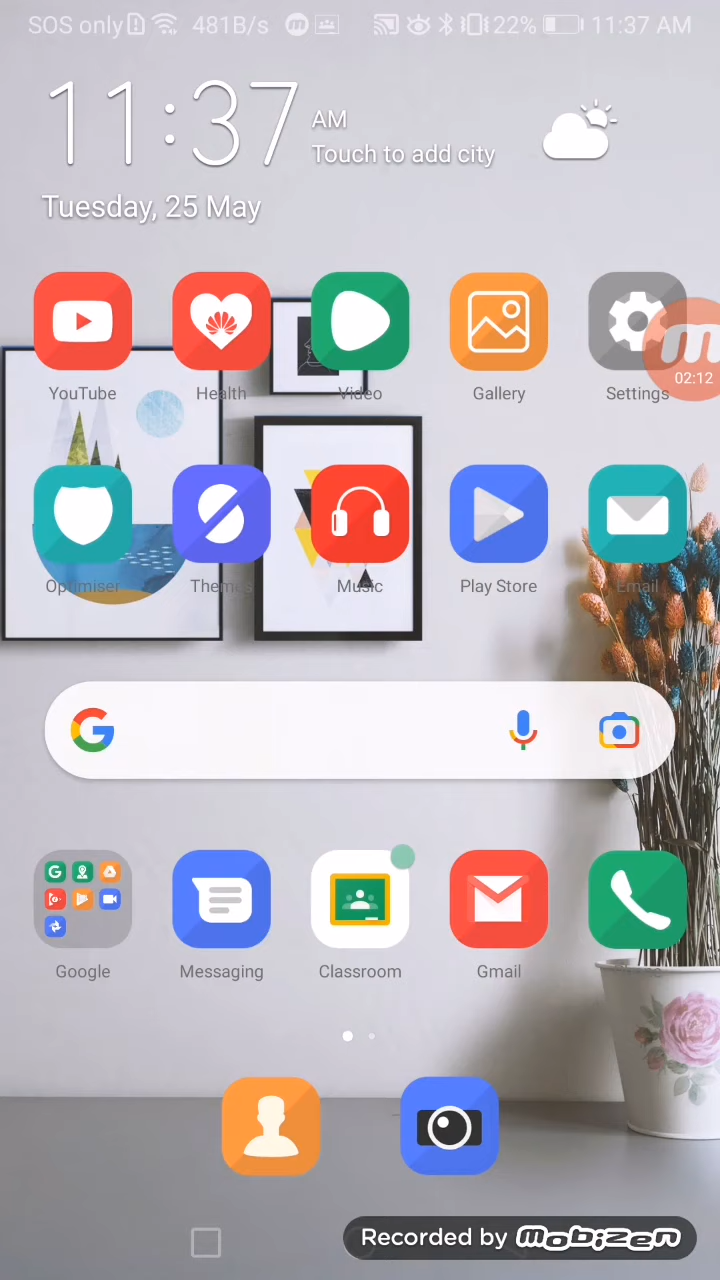 SOS only 481B/s 22% 11:37 AM
11:37 AM
Touch to add city
Tuesday, 25 May
02:12
YouTube Health Video Gallery Settings
Optimiser Themes Music Play Store Email
Google Messaging Classroom Gmail
Recorded by mobizen